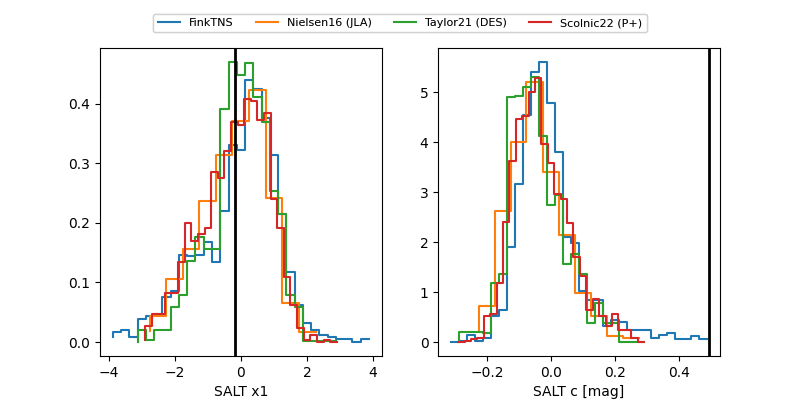 FinkTNS Nielsen16 (JLA) Taylor21 (DES) Scolnic22 (P+)
0.4
0.3
0.2
0.1
0.0
−4 −2 0 2 4
SALT x1
5
4
3
2
1
0
−0.2 0.0 0.2 0.4
SALT c [mag]